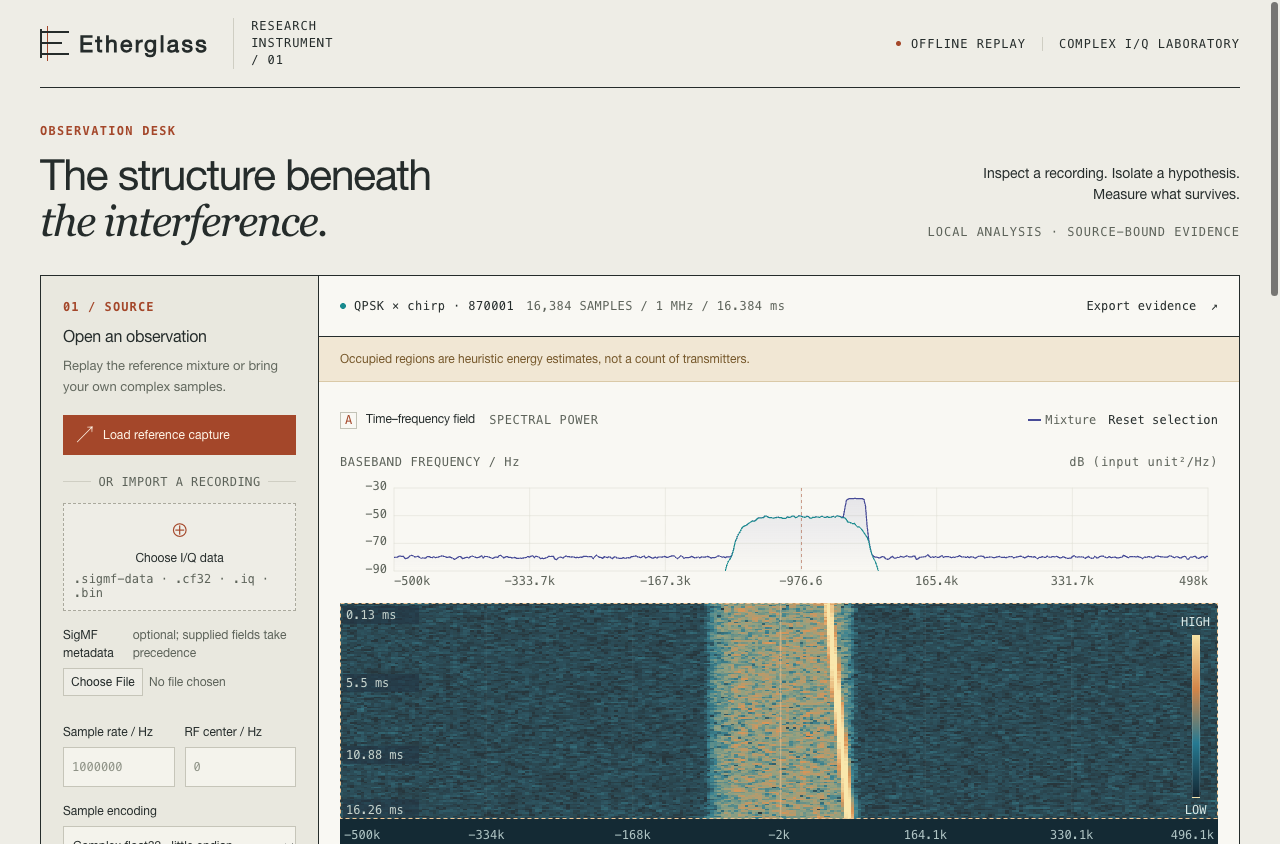 Etherglass
RESEARCH
INSTRUMENT
/ 01
OFFLINE REPLAY
COMPLEX I/Q LABORATORY
OBSERVATION DESK
The structure beneath
the interference.
Inspect a recording. Isolate a hypothesis.
Measure what survives.
LOCAL ANALYSIS · SOURCE-BOUND EVIDENCE
01 / SOURCE
Open an observation
Replay the reference mixture or bring
your own complex samples.
Load reference capture
OR IMPORT A RECORDING
Choose I/Q data
.sigmf-data · .cf32 · .iq ·
.bin
SigMF
metadata
optional; supplied fields take
precedence
Choose File No file chosen
Sample rate / Hz
RF center / Hz
1000000
0
Sample encoding
QPSK × chirp · 870001 16,384 SAMPLES / 1 MHz / 16.384 ms
Export evidence ↗
Occupied regions are heuristic energy estimates, not a count of transmitters.
A Time–frequency field SPECTRAL POWER
Mixture Reset selection
BASEBAND FREQUENCY / Hz
dB (input unit²/Hz)
−30
−50
−70
−90
−500k −333.7k −167.3k −976.6 165.4k 331.7k 498k
0.13 ms
5.5 ms
10.88 ms
16.26 ms
HIGH
LOW
−500k −334k −168k −2k 164.1k 330.1k 496.1k